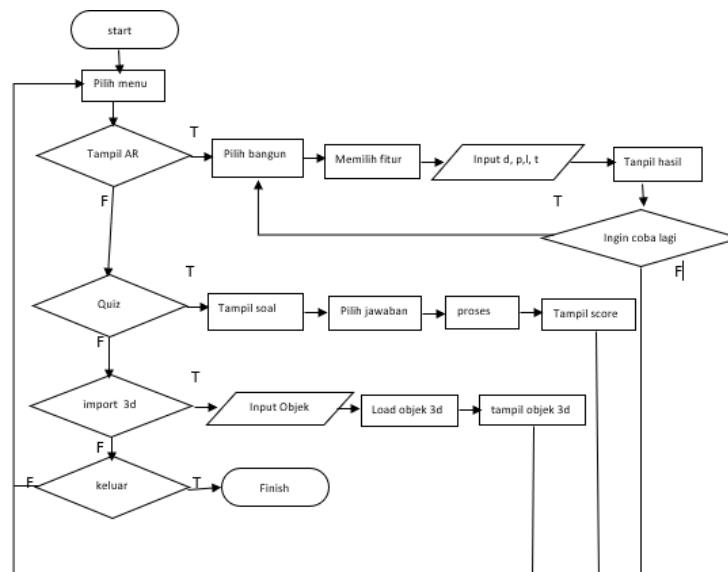 start
Pilih menu
T
Tampil AR
Pilih bangun
Memilih fitur
Input d, p,l, t
Tanpil hasil
F
T
Ingin coba lagi
F
T
Quiz
Tampil soal
Pilih jawaban
proses
Tampil score
F
T
import 3d
Input Objek
Load objek 3d
tampil objek 3d
F
F
keluar
T
Finish